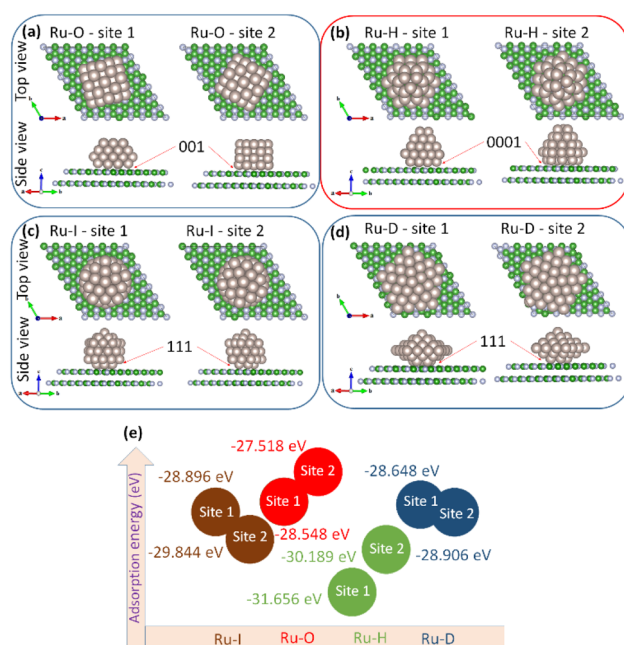 (a) Ru-O - site 1 Ru-O - site 2
Top view
Side view
001
b
a
c
a b
(b) Ru-H - site 1 Ru-H - site 2
0001
b
a
c
a b
(c) Ru-I - site 1 Ru-I - site 2
Top view
Side view
111
b
a
c
a b
(d) Ru-D - site 1 Ru-D - site 2
111
b
a
c
a b
(e)
Adsorption energy (eV)
-27.518 eV
-28.896 eV
-28.648 eV
Site 2
Site 1
Site 1
Site 1
Site 2
Site 2
-28.548 eV
-29.844 eV
-30.189 eV
Site 2
-28.906 eV
-31.656 eV
Site 1
Ru-I Ru-O Ru-H Ru-D